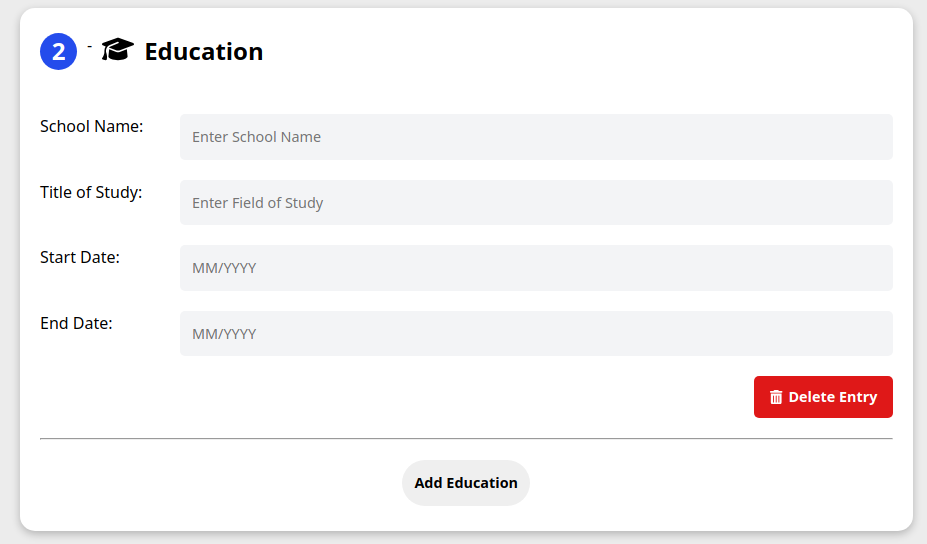 2 - Education
School Name:
Enter School Name
Title of Study:
Enter Field of Study
Start Date:
MM/YYYY
End Date:
MM/YYYY
Delete Entry
Add Education